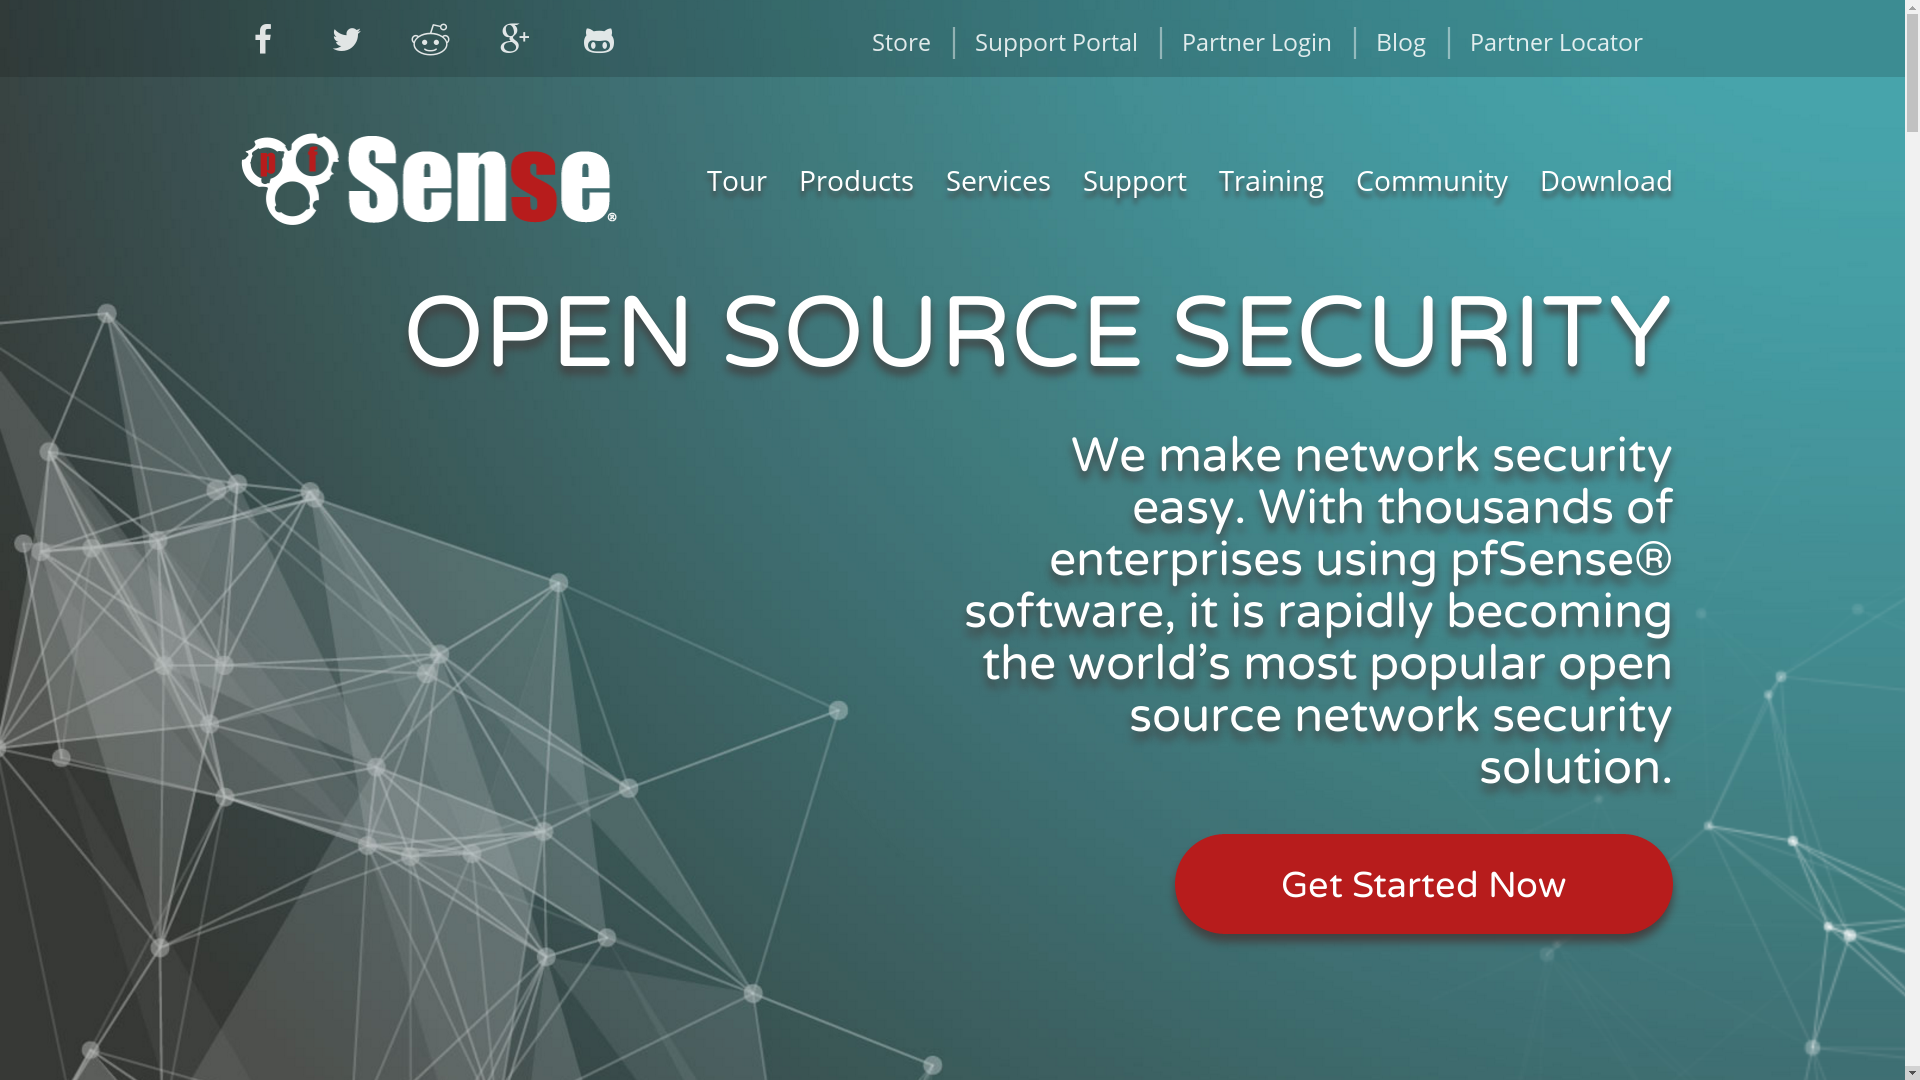 Store
Support Portal
Partner Login
Blog
Partner Locator
pfSense®
Tour
Products
Services
Support
Training
Community
Download
OPEN SOURCE SECURITY
We make network security
easy. With thousands of
enterprises using pfSense®
software, it is rapidly becoming
the world’s most popular open
source network security
solution.
Get Started Now